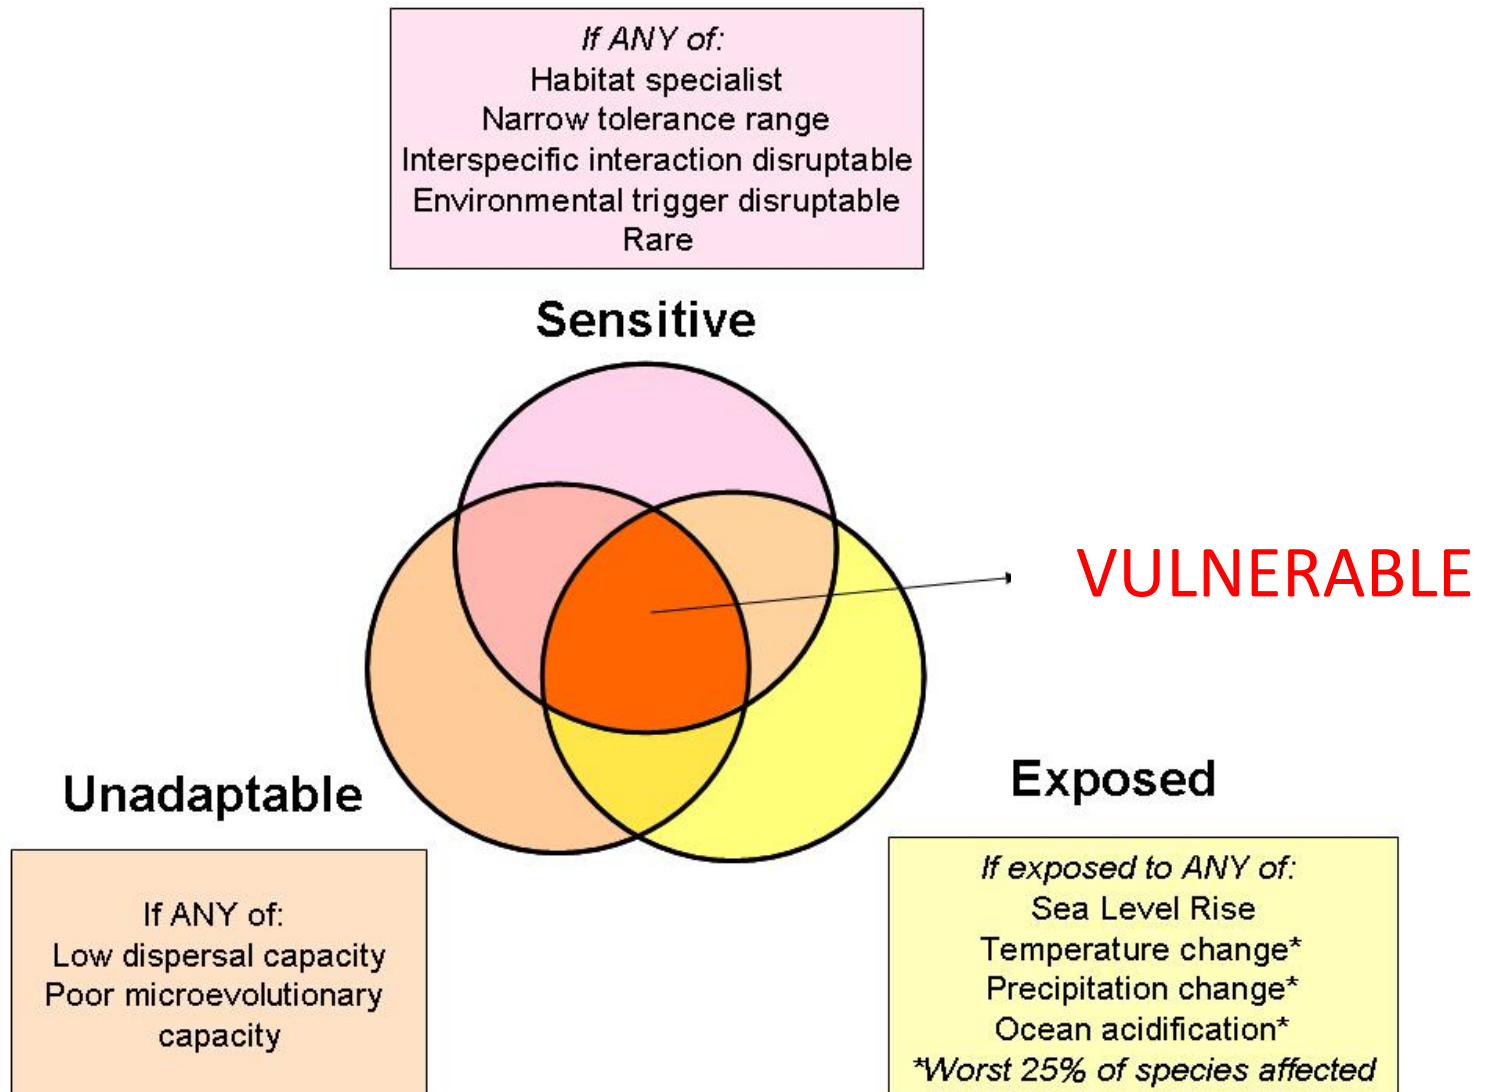 If ANY of:
Habitat specialist
Narrow tolerance range
Interspecific interaction disruptable
Environmental trigger disruptable
Rare
Sensitive
VULNERABLE
Unadaptable
If ANY of:
Low dispersal capacity
Poor microevolutionary
capacity
Exposed
If exposed to ANY of:
Sea Level Rise
Temperature change*
Precipitation change*
Ocean acidification*
*Worst 25% of species affected